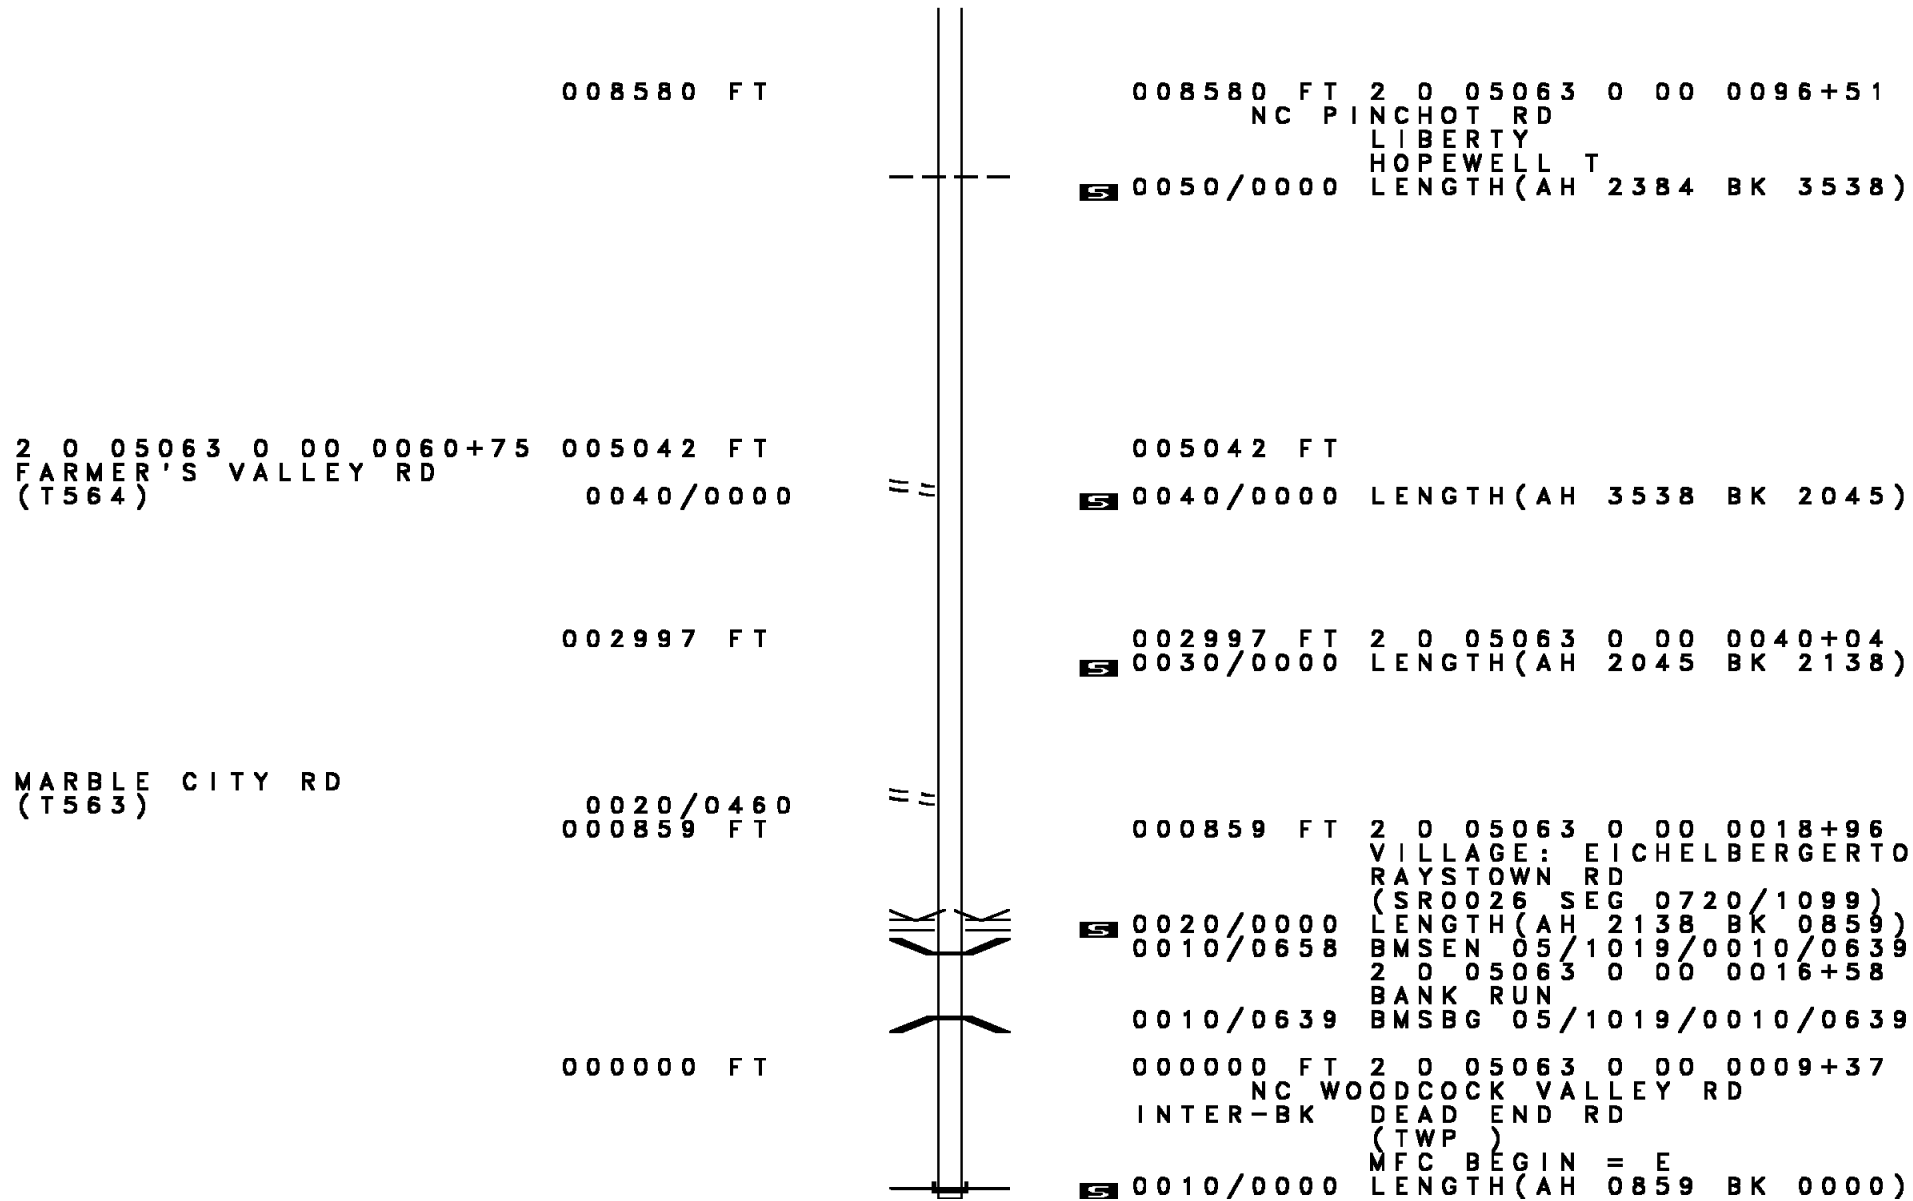 008580 FT 008580 FT 2 0 05063 0 00 0096+51
NC PINCHOT RD
LIBERTY
HOPEWELL T
S 0050/0000 LENGTH(AH 2384 BK 3538)
2 0 05063 0 00 0060+75 005042 FT 005042 FT
FARMER'S VALLEY RD
(T564) 0040/0000 S 0040/0000 LENGTH(AH 3538 BK 2045)
002997 FT 002997 FT 2 0 05063 0 00 0040+04
S 0030/0000 LENGTH(AH 2045 BK 2138)
MARBLE CITY RD
(T563) 0020/0460
000859 FT 000859 FT 2 0 05063 0 00 0018+96
VILLAGE: EICHELBERGERTO
RAYSTOWN RD
(SR0026 SEG 0720/1099)
S 0020/0000 LENGTH(AH 2138 BK 0859)
0010/0658 BMSEN 05/1019/0010/0639
2 0 05063 0 00 0016+58
BANK RUN
0010/0639 BMSBG 05/1019/0010/0639
000000 FT 000000 FT 2 0 05063 0 00 0009+37
NC WOODCOCK VALLEY RD
INTER-BK DEAD END RD
(TWP )
MFC BEGIN = E
S 0010/0000 LENGTH(AH 0859 BK 0000)